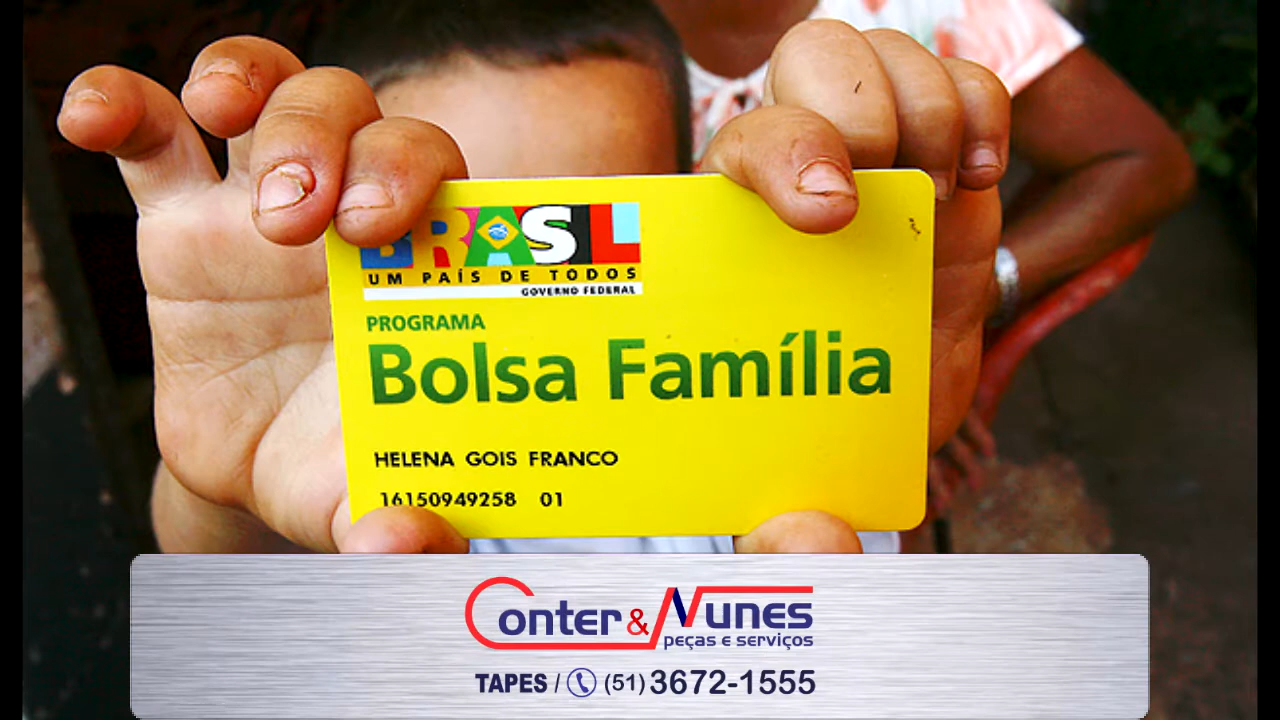 BRASIL
UM PAÍS DE TODOS
GOVERNO FEDERAL
PROGRAMA
Bolsa Família
HELENA GOIS FRANCO
16150949258 01
Conter & Nunes
peças e serviços
TAPES / (51) 3672-1555